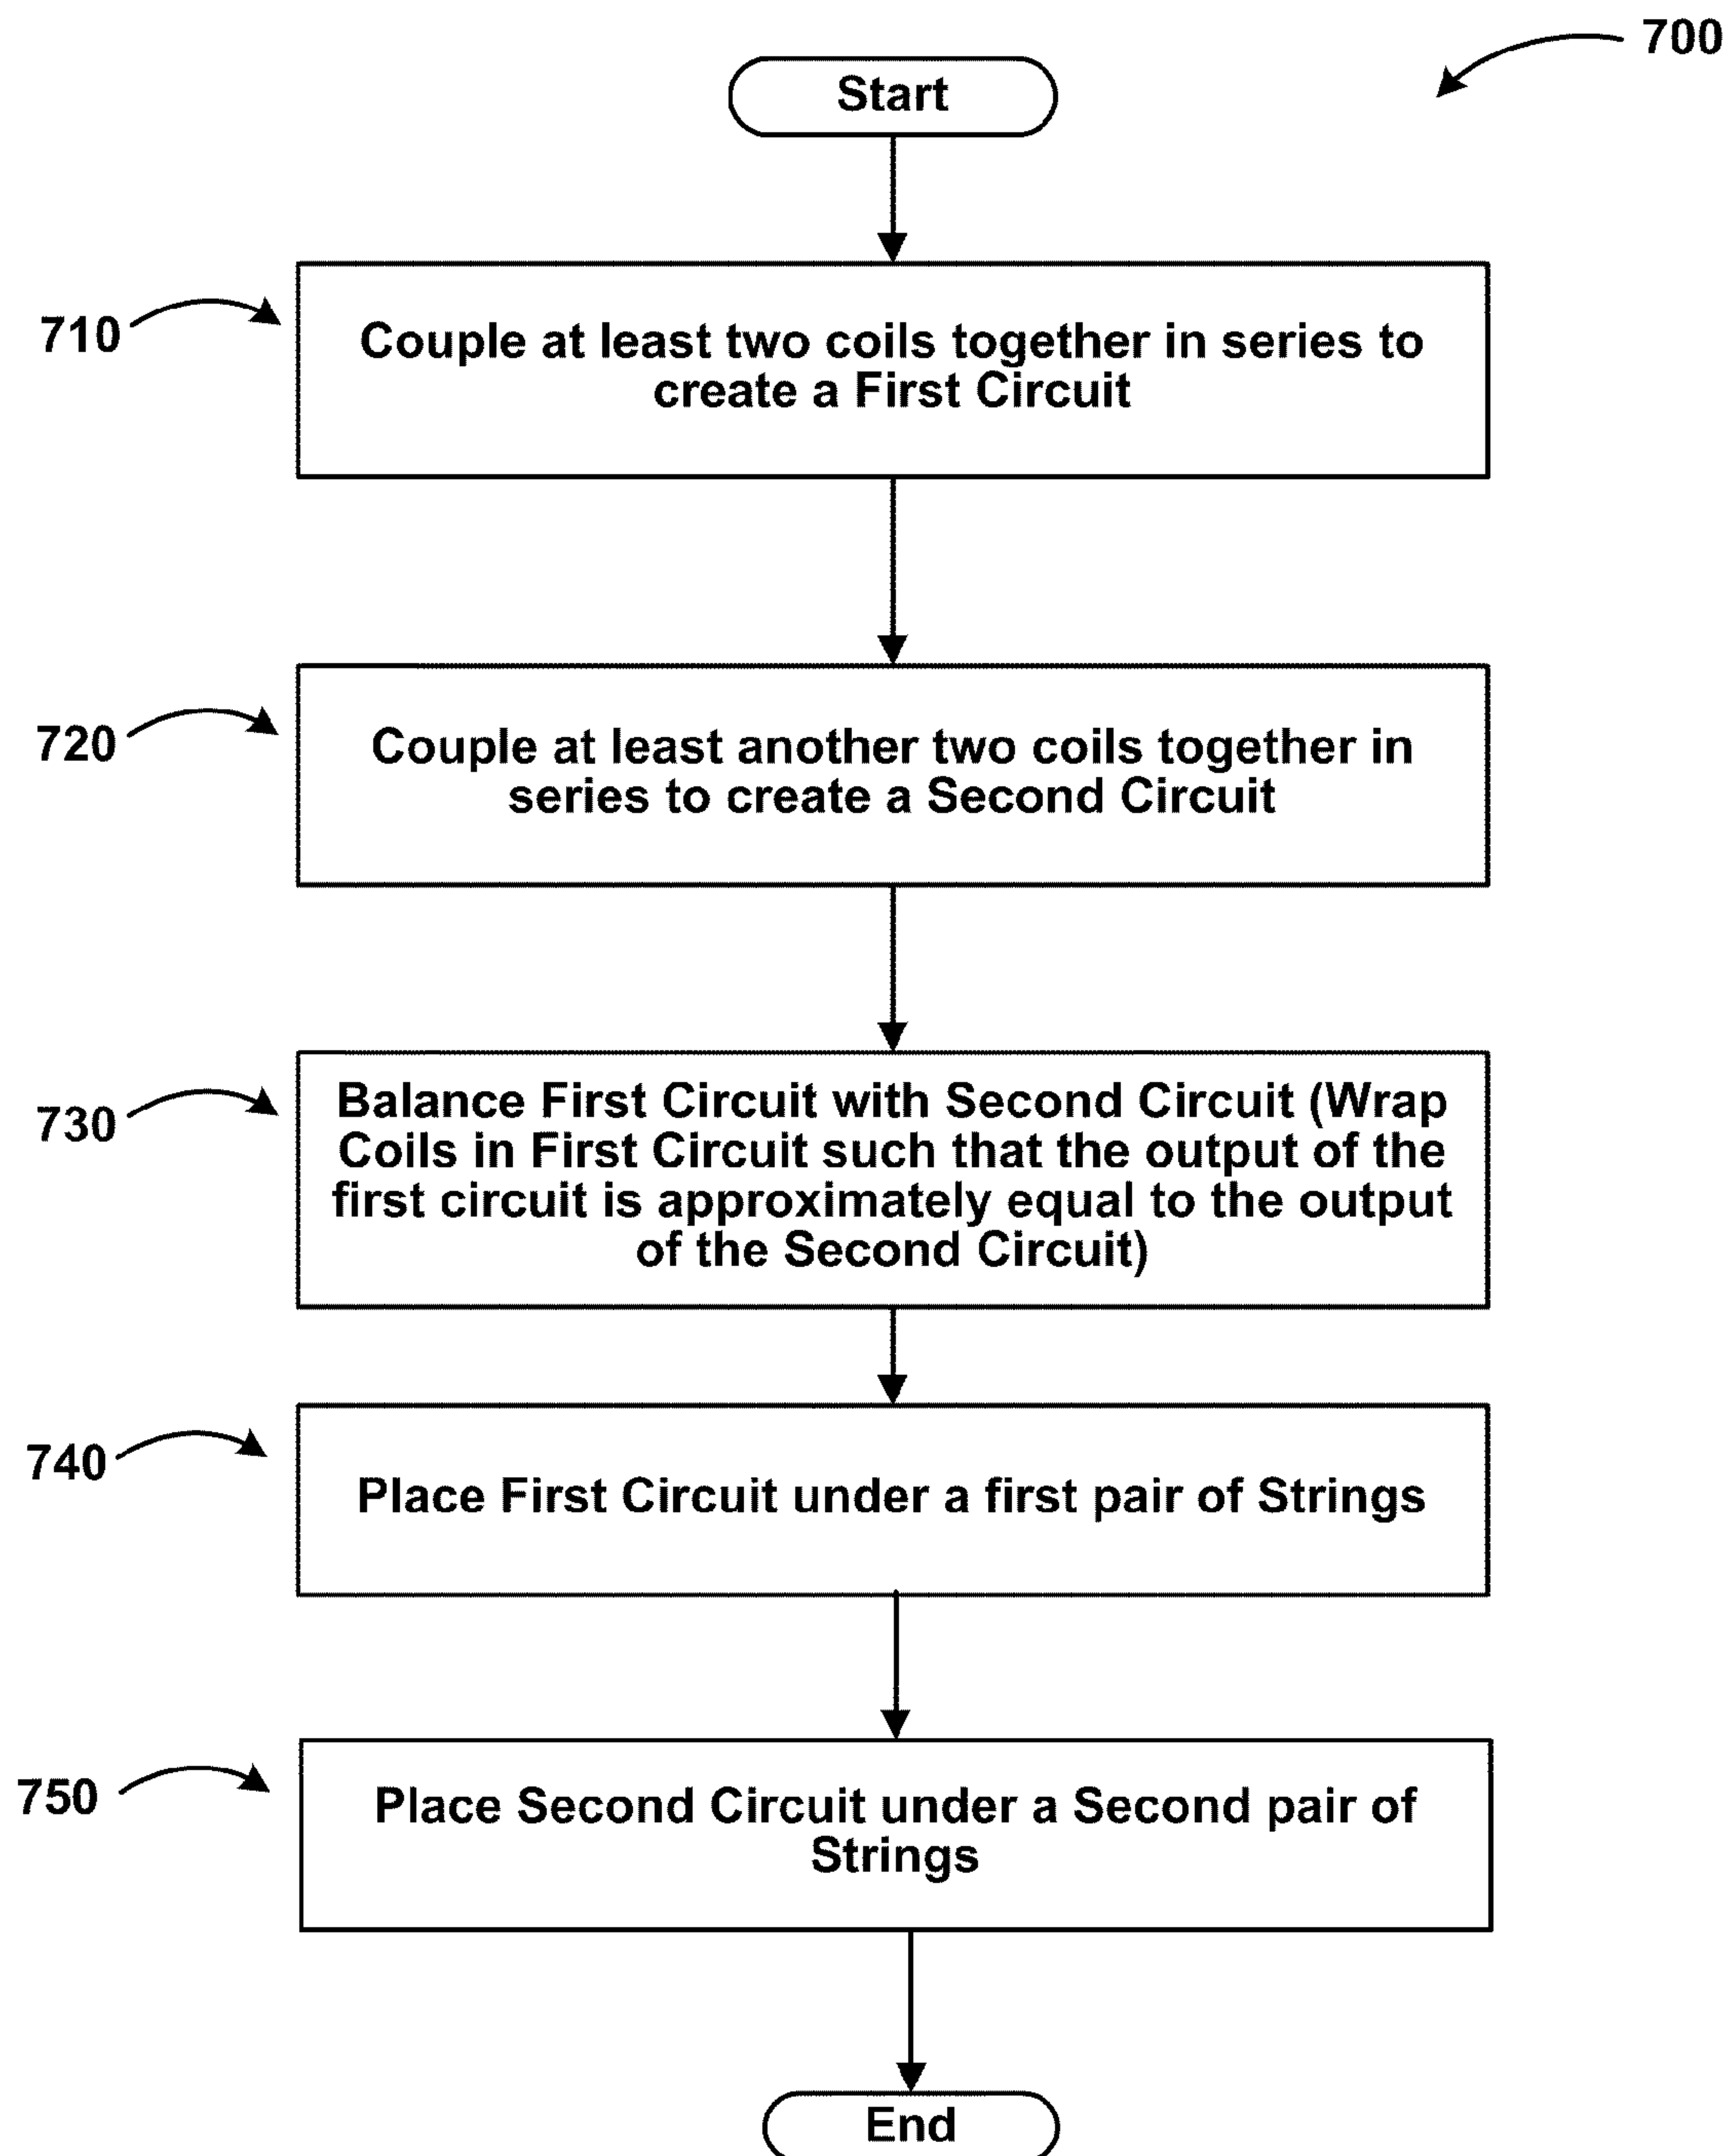 700
Start
710
Couple at least two coils together in series to
create a First Circuit
720
Couple at least another two coils together in
series to create a Second Circuit
730
Balance First Circuit with Second Circuit (Wrap
Coils in First Circuit such that the output of the
first circuit is approximately equal to the output
of the Second Circuit)
740
Place First Circuit under a first pair of Strings
750
Place Second Circuit under a Second pair of
Strings
End